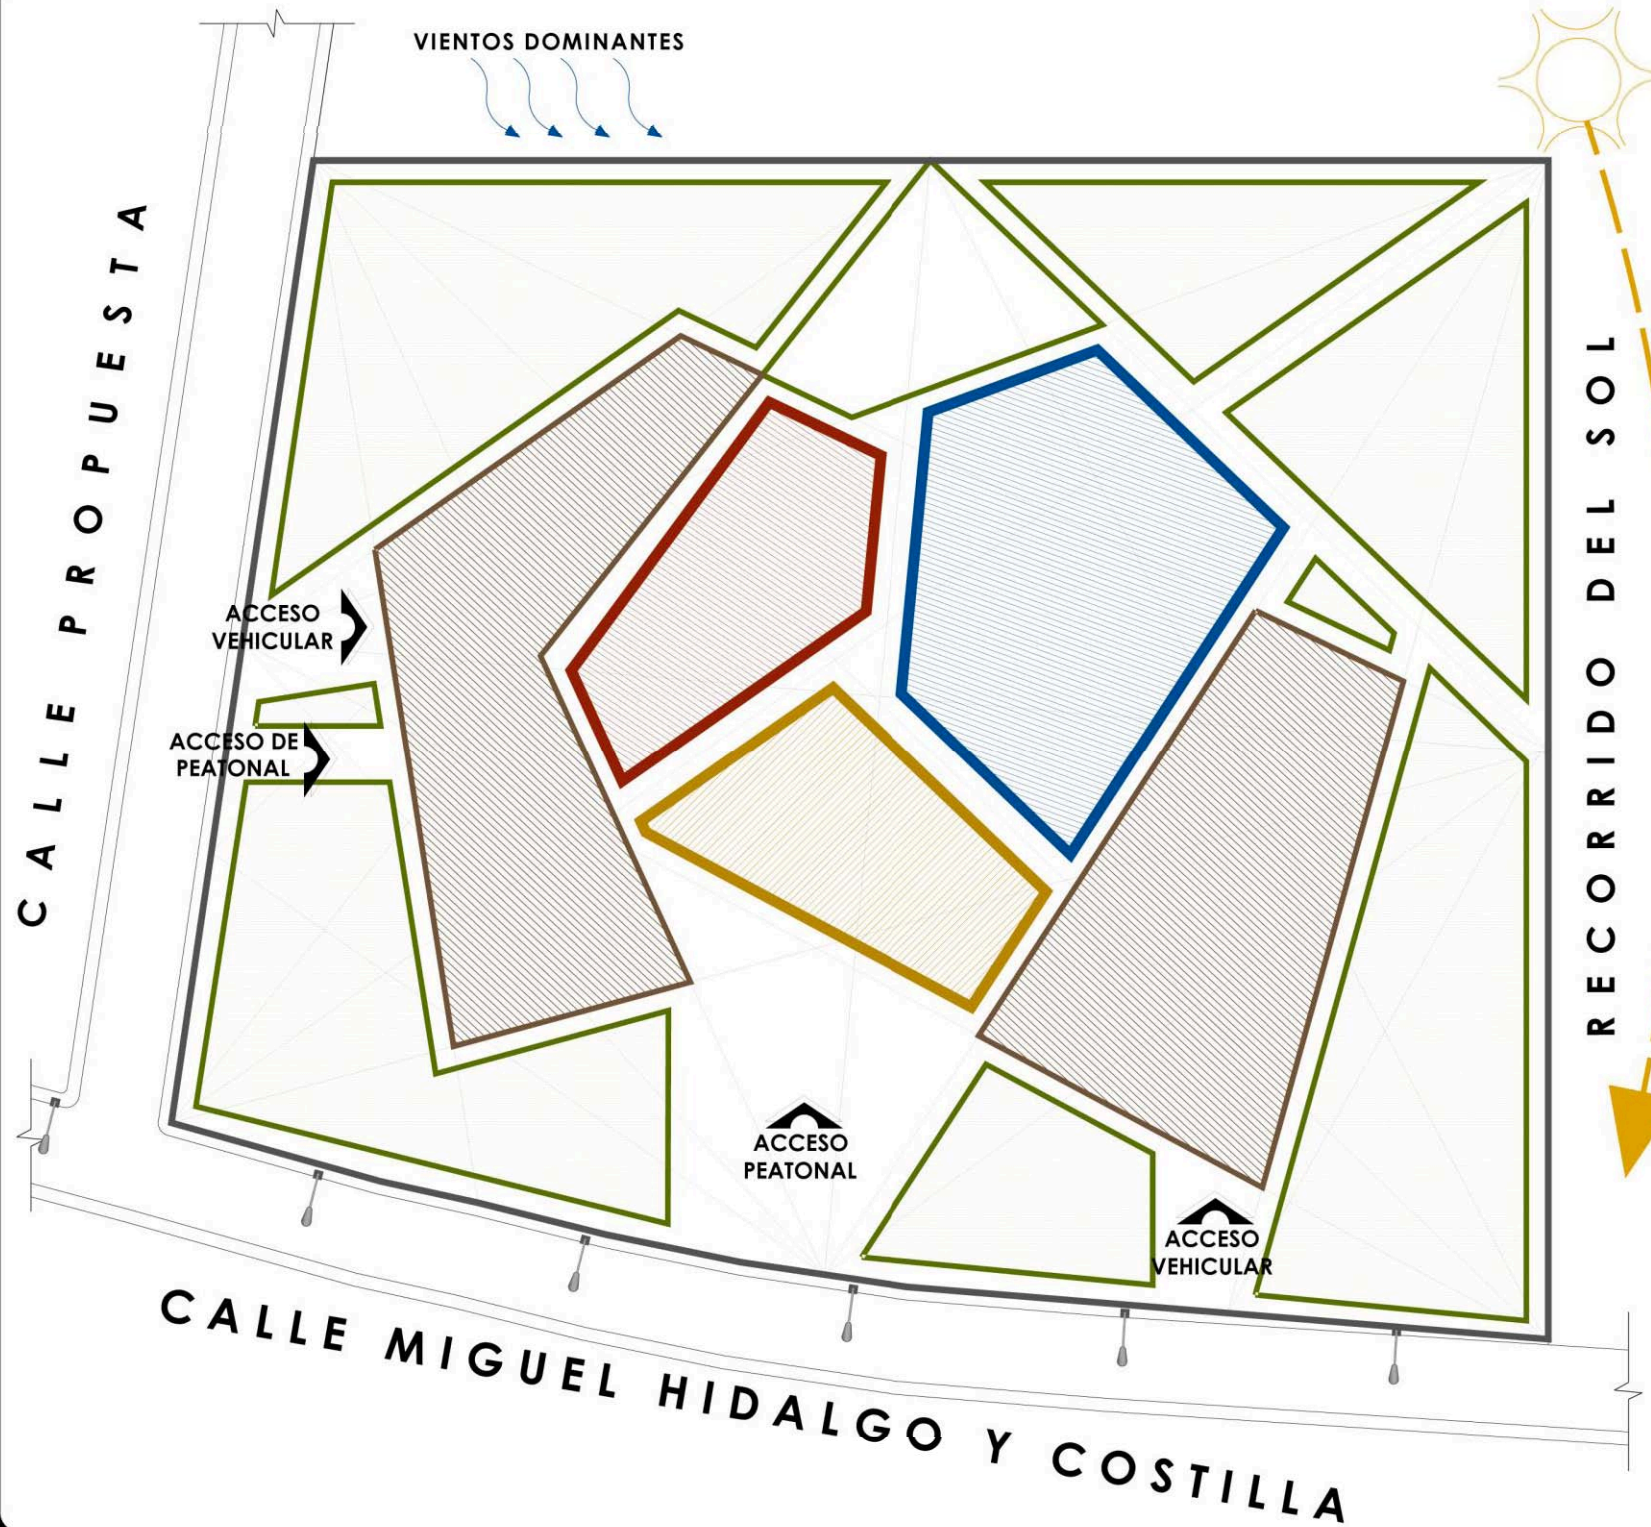 VIENTOS DOMINANTES
CALLE PROPUESTA
RECORRIDO DEL SOL
ACCESO
VEHICULAR
ACCESO DE
PEATONAL
ACCESO
PEATONAL
ACCESO
VEHICULAR
CALLE MIGUEL HIDALGO Y COSTILLA